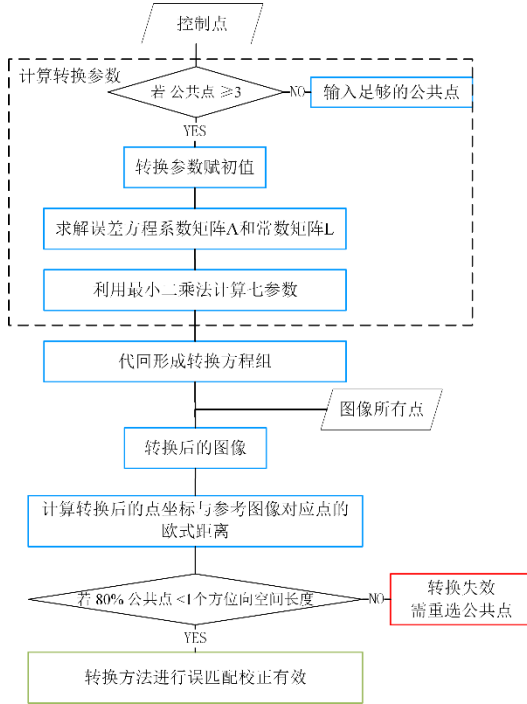 控制点
计算转换参数
若 公共点 ≥3
NO
输入足够的公共点
YES
转换参数赋初值
求解误差方程系数矩阵A和常数矩阵L
利用最小二乘法计算七参数
代回形成转换方程组
图像所有点
转换后的图像
计算转换后的点坐标与参考图像对应点的
欧式距离
若 80% 公共点 <1个方位向空间长度
NO
转换失效
需重选公共点
YES
转换方法进行误匹配校正有效